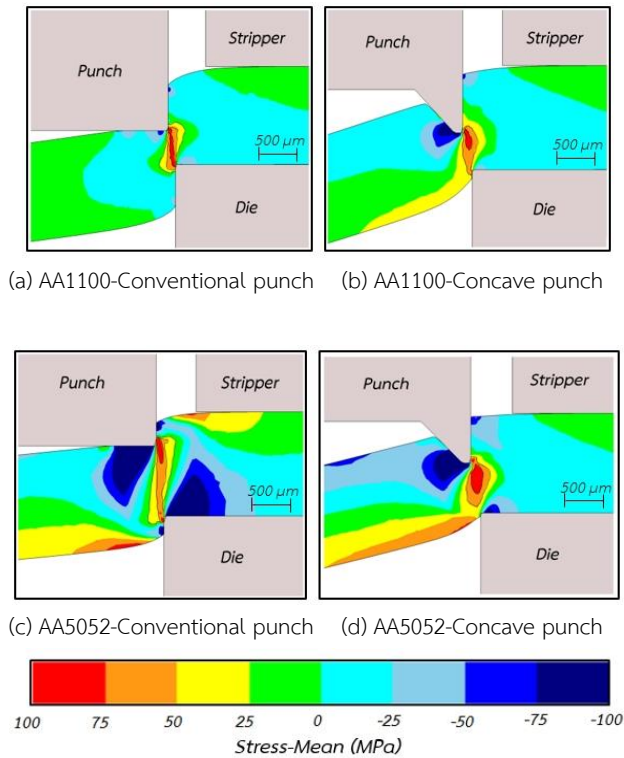 Stripper
Punch
500 µm
Die
Stripper
Punch
500 µm
Die
(a) AA1100-Conventional punch (b) AA1100-Concave punch
Punch
Stripper
500 µm
Die
Punch
Stripper
500 µm
Die
(c) AA5052-Conventional punch (d) AA5052-Concave punch
100 75 50 25 0 -25 -50 -75 -100
Stress-Mean (MPa)